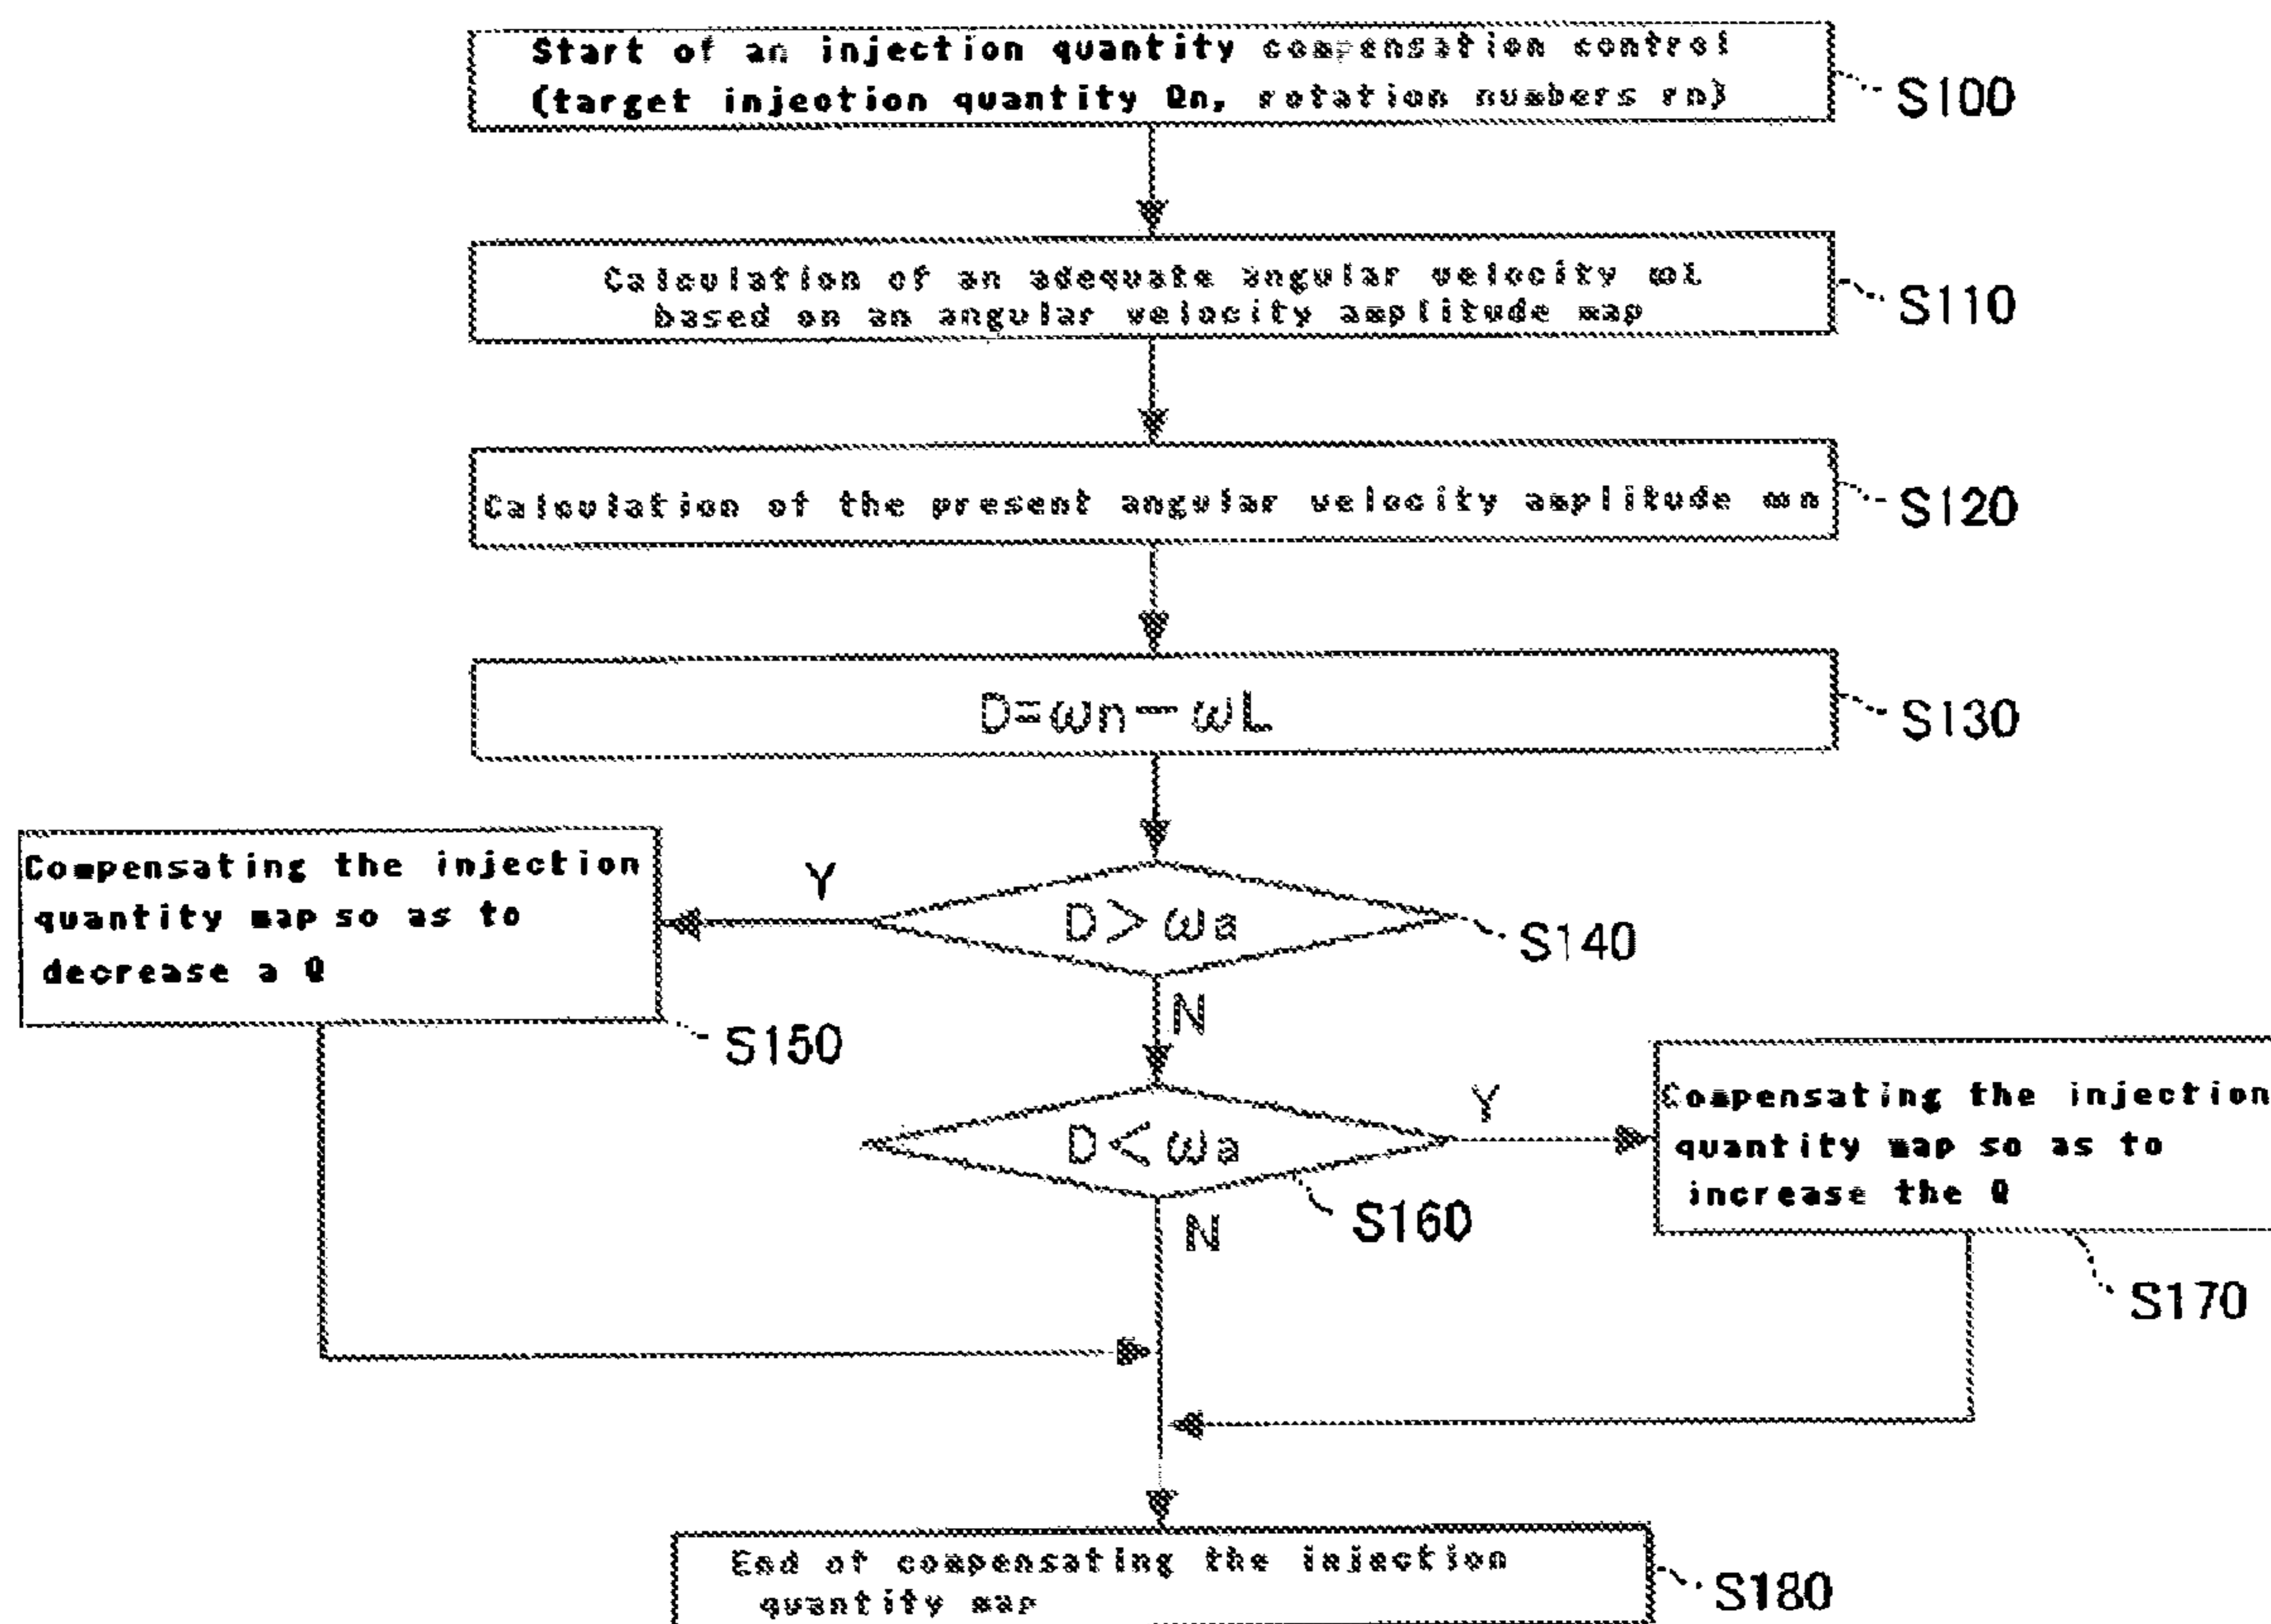 Start of an injection quantity compensation control
(target injection quantity Qn, rotation numbers rn)
S100
Calculation of an adequate angular velocity ωL
based on an angular velocity amplitude map
S110
Calculation of the present angular velocity amplitude ωn
S120
D=ωn－ωL
S130
Compensating the injection
quantity map so as to
decrease a Q
S150
Y
D＞ωa
S140
N
D＜ωa
S160
Y
Compensating the injection
quantity map so as to
increase the Q
S170
N
End of compensating the injection
quantity map
S180